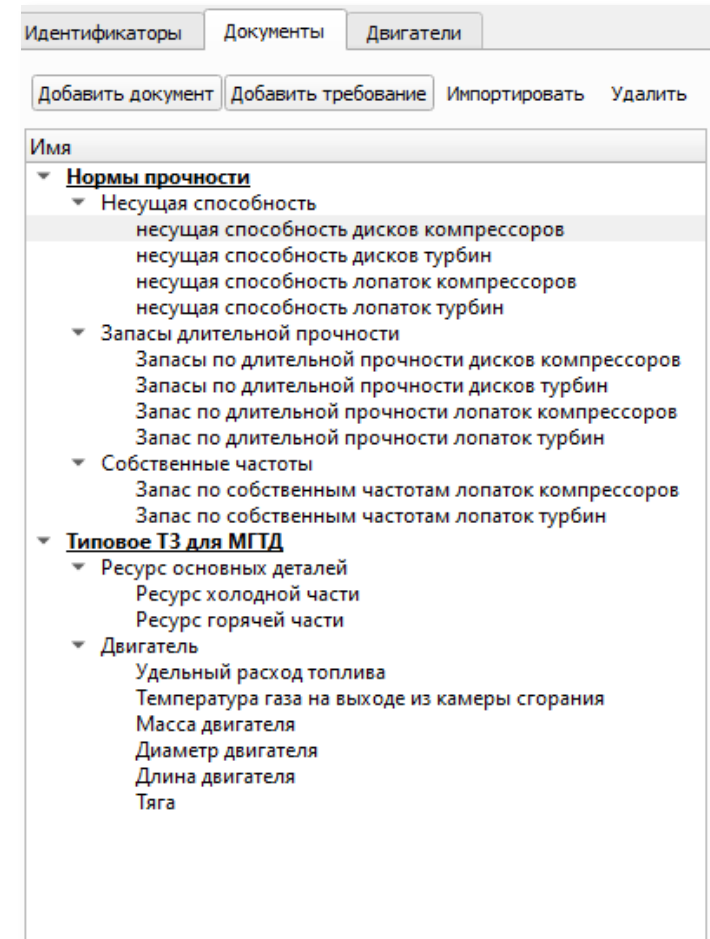 Идентификаторы Документы Двигатели
Добавить документ Добавить требование Импортировать Удалить
Имя
Нормы прочности
Несущая способность
несущая способность дисков компрессоров
несущая способность дисков турбин
несущая способность лопаток компрессоров
несущая способность лопаток турбин
Запасы длительной прочности
Запасы по длительной прочности дисков компрессоров
Запасы по длительной прочности дисков турбин
Запас по длительной прочности лопаток компрессоров
Запас по длительной прочности лопаток турбин
Собственные частоты
Запас по собственным частотам лопаток компрессоров
Запас по собственным частотам лопаток турбин
Типовое ТЗ для МГТД
Ресурс основных деталей
Ресурс холодной части
Ресурс горячей части
Двигатель
Удельный расход топлива
Температура газа на выходе из камеры сгорания
Масса двигателя
Диаметр двигателя
Длина двигателя
Тяга